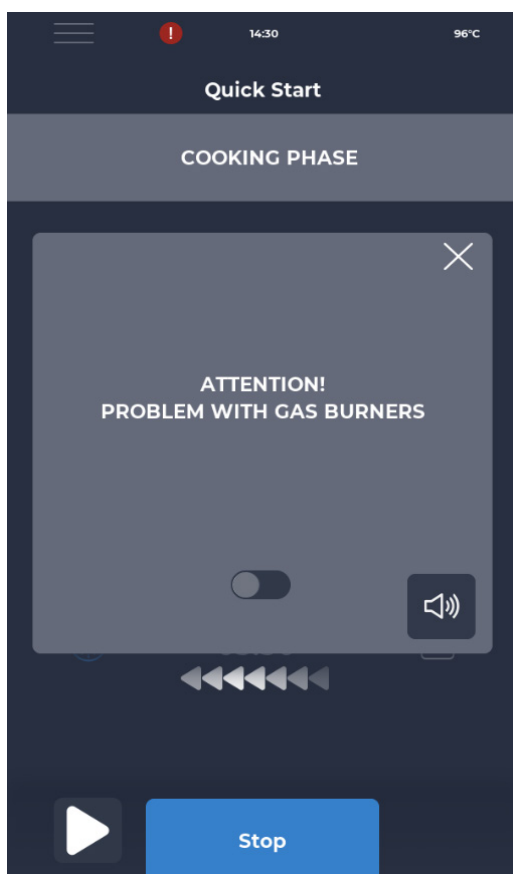 !
14:30
96°C
Quick Start
COOKING PHASE
ATTENTION!
PROBLEM WITH GAS BURNERS
Stop